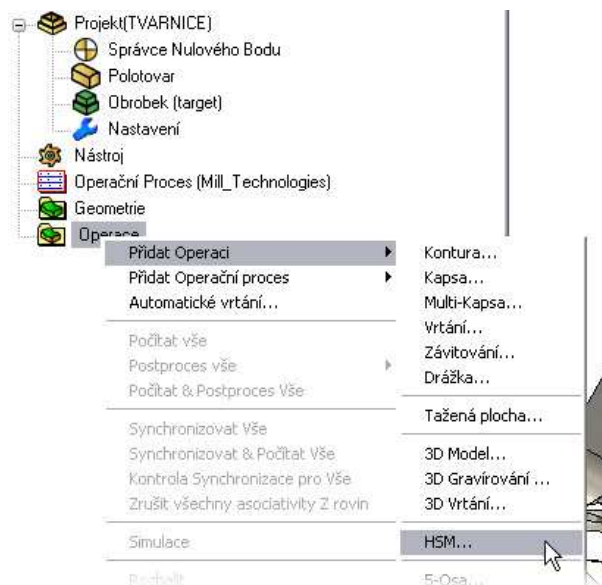 Projekt(TVARNICE)
Správce Nulového Bodu
Polotovar
Obrobek (target)
Nastavení
Nástroj
Operační Proces (Mill_Technologies)
Geometrie
Operace
Přidat Operaci
Přidat Operační proces
Automatické vrtání...
Počítat vše
Postproces vše
Počítat & Postproces Vše
Synchronizovat Vše
Synchronizovat & Počítat Vše
Kontrola Synchronizace pro Vše
Zrušit všechny asociativity Z rovin
Simulace
Rozbalit
Kontura...
Kapsa...
Multi-Kapsa...
Vrtání...
Závitování...
Drážka...
Tažená plocha...
3D Model...
3D Gravírování ...
3D Vrtání...
HSM...
5-Osa...